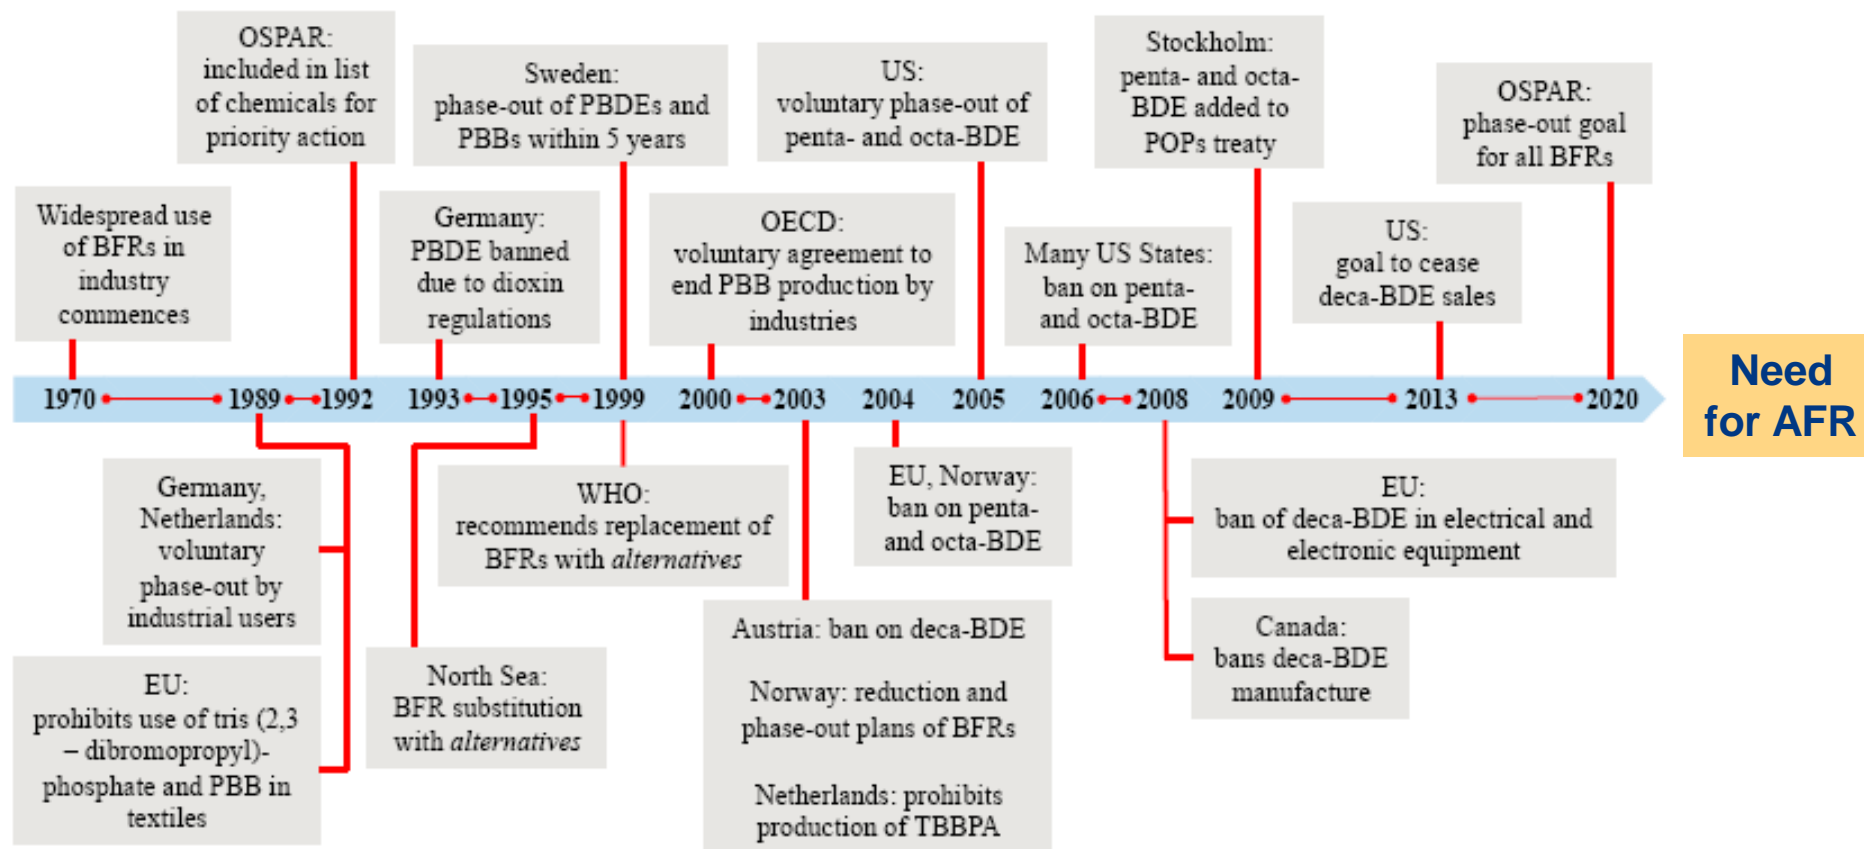 OSPAR:
included in list
of chemicals for
priority action
Sweden:
phase-out of PBDEs and
PBBs within 5 years
US:
voluntary phase-out of
penta- and octa-BDE
Stockholm:
penta- and octa-
BDE added to
POPs treaty
OSPAR:
phase-out goal
for all BFRs
Widespread use
of BFRs in
industry
commences
Germany:
PBDE banned
due to dioxin
regulations
OECD:
voluntary agreement to
end PBB production by
industries
Many US States:
ban on penta-
and octa-BDE
US:
goal to cease
deca-BDE sales
1970 1989 1992 1993 1995 1999 2000 2003 2004 2005 2006 2008 2009 2013 2020
Need
for AFR
Germany,
Netherlands:
voluntary
phase-out by
industrial users
EU:
prohibits use of tris (2,3
– dibromopropyl)-
phosphate and PBB in
textiles
North Sea:
BFR substitution
with alternatives
WHO:
recommends replacement of
BFRs with alternatives
Austria: ban on deca-BDE
Norway: reduction and
phase-out plans of BFRs
Netherlands: prohibits
production of TBBPA
EU, Norway:
ban on penta-
and octa-BDE
EU:
ban of deca-BDE in electrical and
electronic equipment
Canada:
bans deca-BDE
manufacture